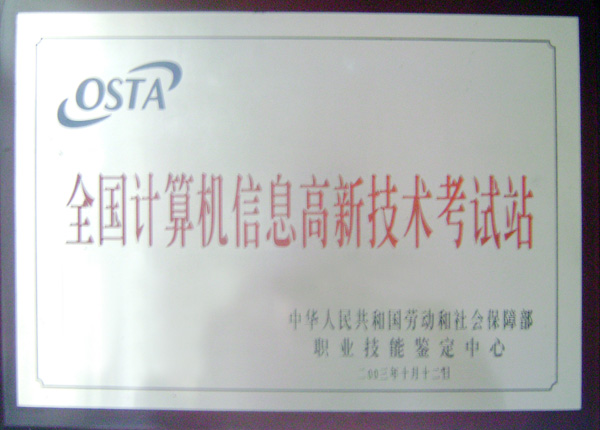 OSTA
全国计算机信息高新技术考试站
中华人民共和国劳动和社会保障部
职业技能鉴定中心
二〇〇三年十月十二日